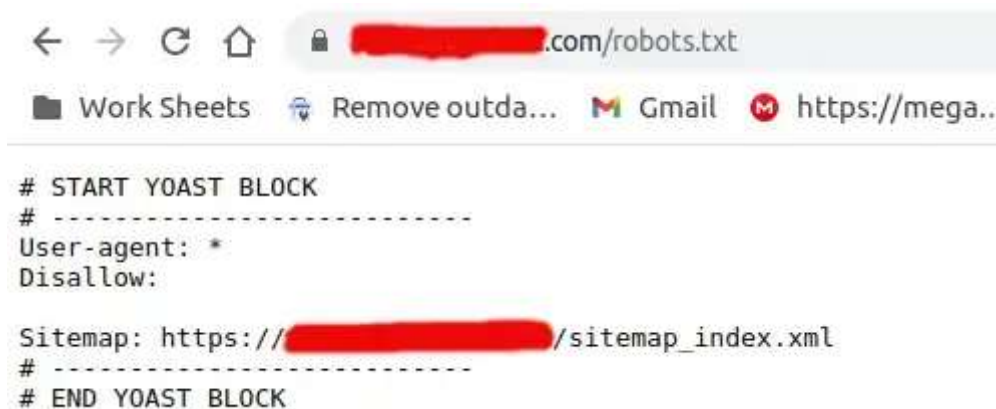 .com/robots.txt
Work Sheets Remove outda... Gmail https://mega..
# START YOAST BLOCK
# ---------------------------
User-agent: *
Disallow:
Sitemap: https:// /sitemap_index.xml
# ---------------------------
# END YOAST BLOCK